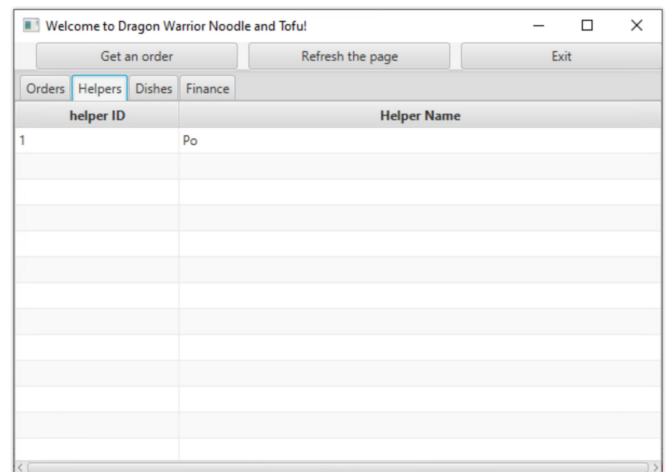 Welcome to Dragon Warrior Noodle and Tofu!
Get an order Refresh the page Exit
Orders Helpers Dishes Finance
helper ID Helper Name
1 Po